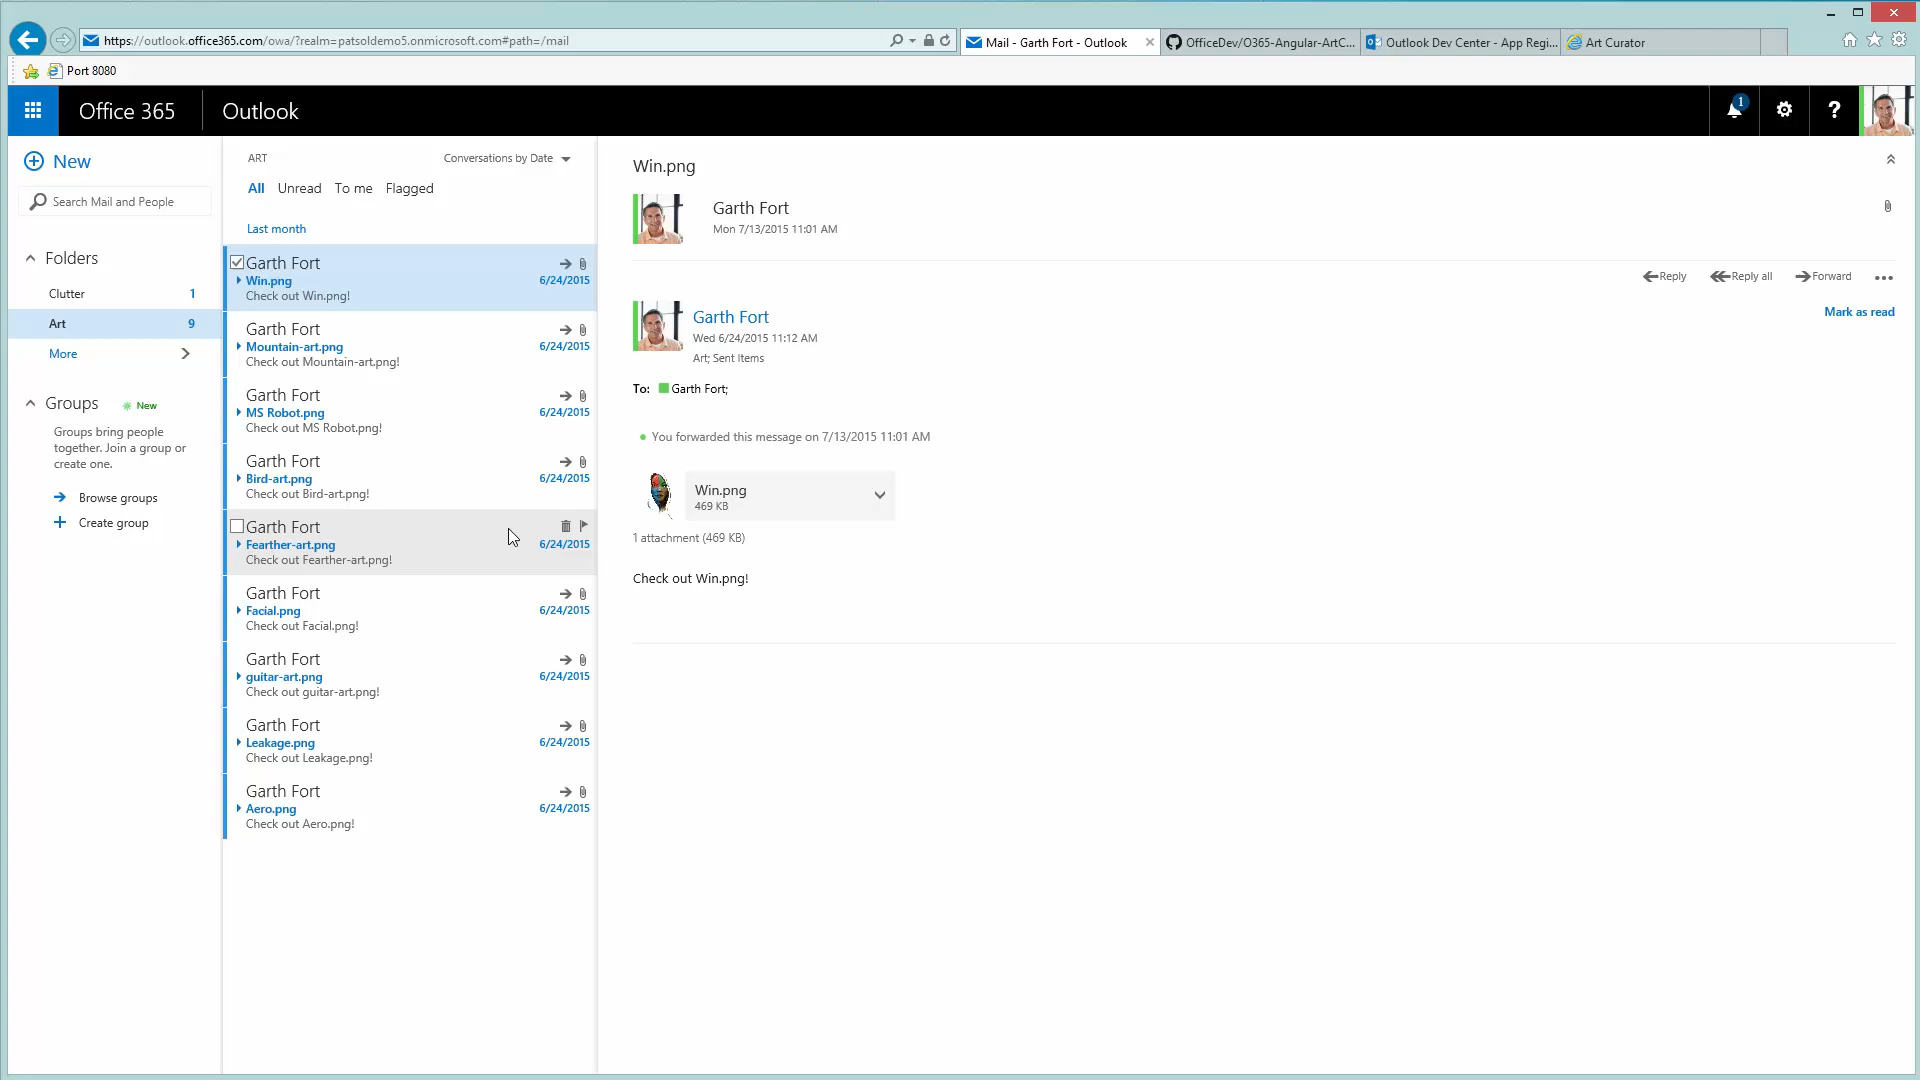 https://outlook.office365.com/owa/?realm=patsoldemo5.onmicrosoft.com#path=/mail
Mail - Garth Fort - Outlook
OfficeDev/O365-Angular-ArtC...
Outlook Dev Center - App Regi...
Art Curator
Port 8080
Office 365
Outlook
1
?
New
Search Mail and People
Folders
Clutter 1
Art 9
More
Groups
New
Groups bring people
together. Join a group or
create one.
Browse groups
Create group
ART
Conversations by Date
All Unread To me Flagged
Last month
Garth Fort
Win.png 6/24/2015
Check out Win.png!
Garth Fort
Mountain-art.png 6/24/2015
Check out Mountain-art.png!
Garth Fort
MS Robot.png 6/24/2015
Check out MS Robot.png!
Garth Fort
Bird-art.png 6/24/2015
Check out Bird-art.png!
Garth Fort
Fearther-art.png 6/24/2015
Check out Fearther-art.png!
Garth Fort
Facial.png 6/24/2015
Check out Facial.png!
Garth Fort
guitar-art.png 6/24/2015
Check out guitar-art.png!
Garth Fort
Leakage.png 6/24/2015
Check out Leakage.png!
Garth Fort
Aero.png 6/24/2015
Check out Aero.png!
Win.png
Garth Fort
Mon 7/13/2015 11:01 AM
Reply Reply all Forward ...
Mark as read
Garth Fort
Wed 6/24/2015 11:12 AM
Art; Sent Items
To: Garth Fort;
You forwarded this message on 7/13/2015 11:01 AM
Win.png
469 KB
1 attachment (469 KB)
Check out Win.png!